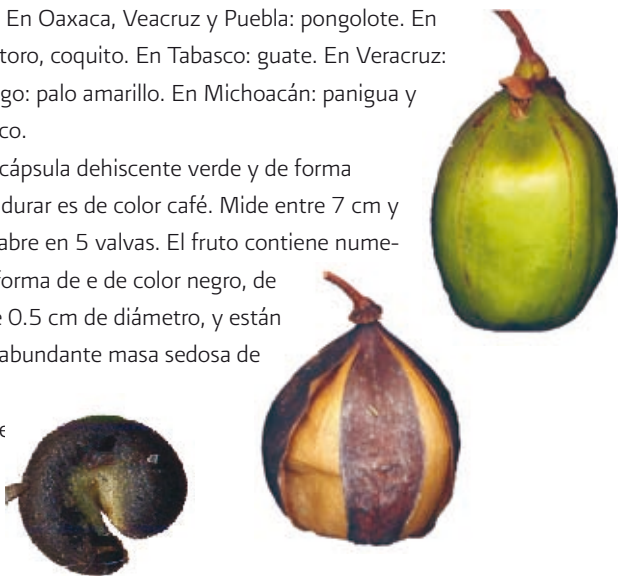 En Oaxaca, Veacruz y Puebla: pongolote. En
toro, coquito. En Tabasco: guate. En Veracruz:
go: palo amarillo. En Michoacán: panigua y
co.
cápsula dehiscente verde y de forma
durar es de color café. Mide entre 7 cm y
abre en 5 valvas. El fruto contiene nume-
forma de e de color negro, de
0.5 cm de diámetro, y están
abundante masa sedosa de